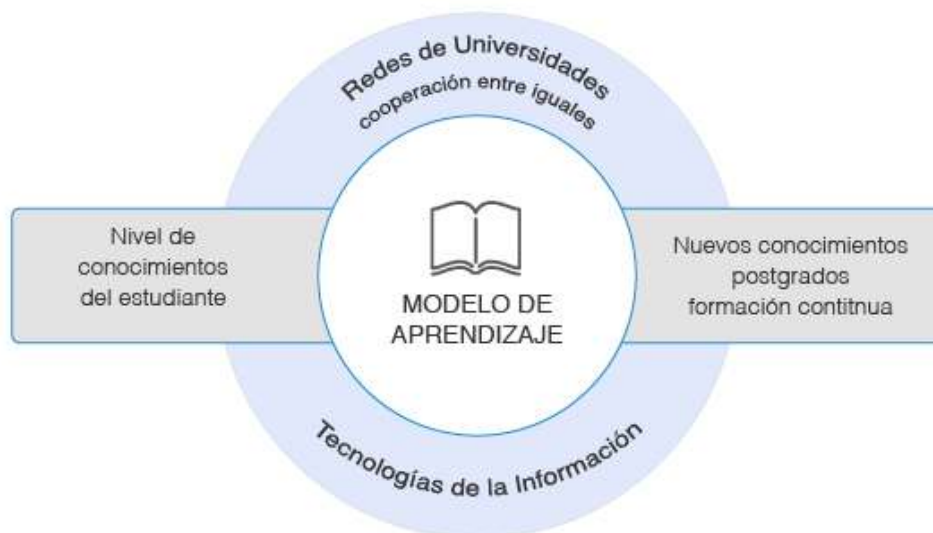 Redes de Universidades
cooperación entre iguales
Nivel de
conocimientos
del estudiante
MODELO DE
APRENDIZAJE
Nuevos conocimientos
postgrados
formación contitnua
Tecnologías de la Información